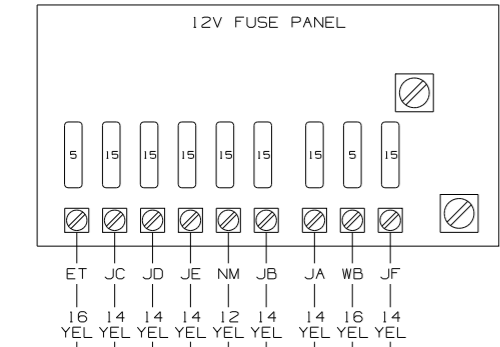 12V FUSE PANEL
5 15 15 15 15 15 15 5 15
ET JC JD JE NM JB JA WB JF
16 14 14 14 12 14 14 16 14
YEL YEL YEL YEL YEL YEL YEL YEL YEL